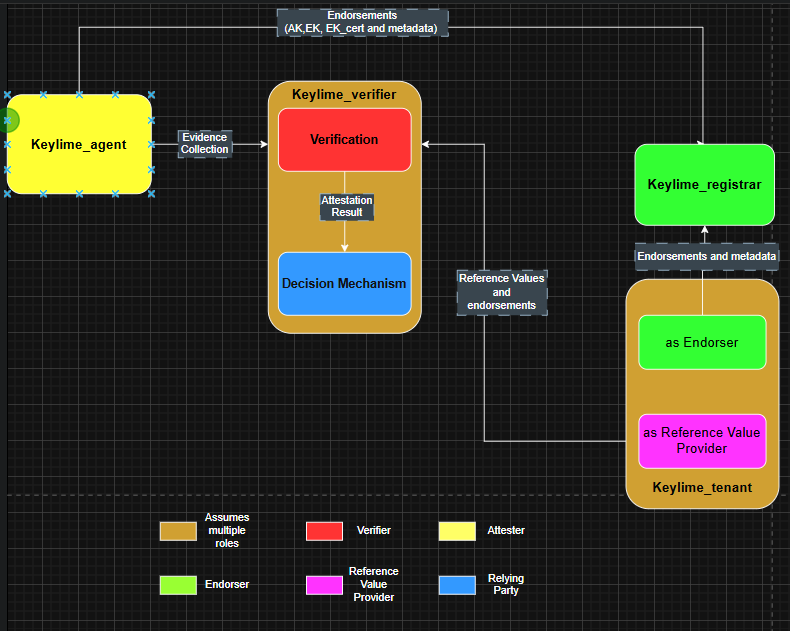 Endorsements
(AK,EK, EK_cert and metadata)
Keylime_agent
Evidence
Collection
Keylime_verifier
Verification
Attestation
Result
Decision Mechanism
Reference Values
and
endorsements
Keylime_registrar
Endorsements and metadata
as Endorser
as Reference Value
Provider
Keylime_tenant
Assumes
multiple
roles
Verifier
Attester
Endorser
Reference
Value
Provider
Relying
Party